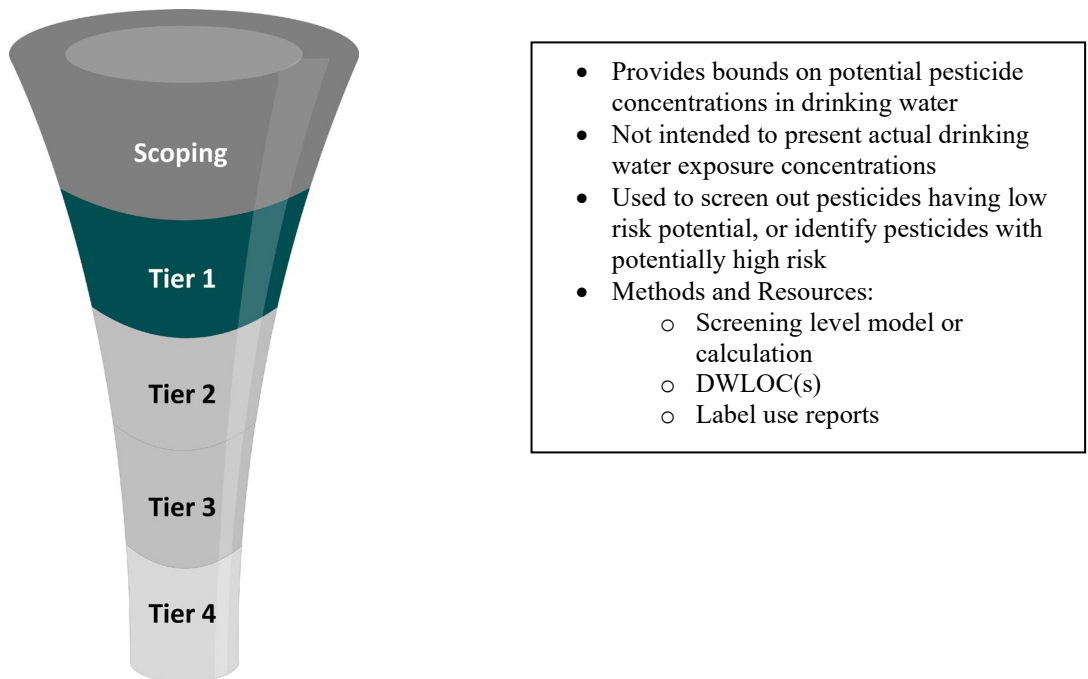 Scoping
Tier 1
Tier 2
Tier 3
Tier 4
• Provides bounds on potential pesticide
concentrations in drinking water
• Not intended to present actual drinking
water exposure concentrations
• Used to screen out pesticides having low
risk potential, or identify pesticides with
potentially high risk
• Methods and Resources:
o Screening level model or
calculation
o DWLOC(s)
o Label use reports